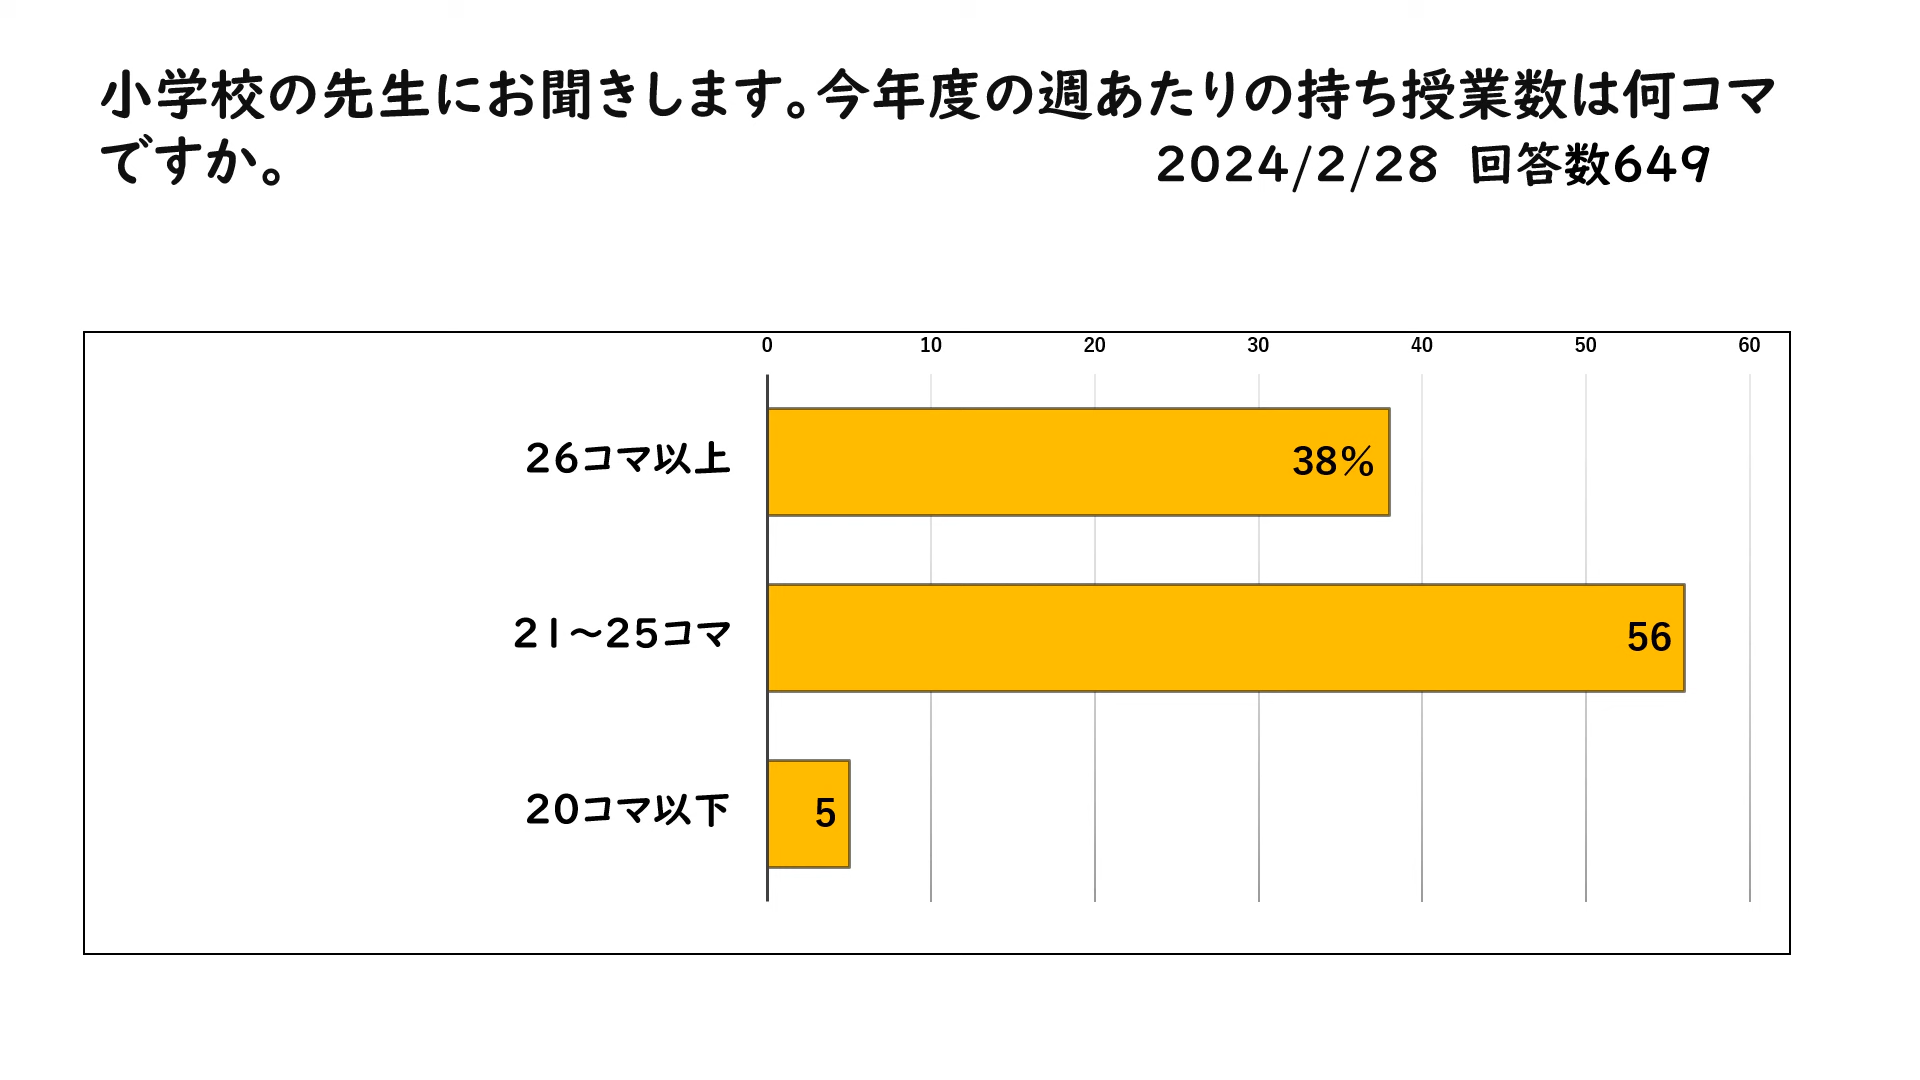 小学校の先生にお聞きします。今年度の週あたりの持ち授業数は何コマ
ですか。 2024/2/28 回答数649
0 10 20 30 40 50 60
26コマ以上 38%
21～25コマ 56
20コマ以下 5